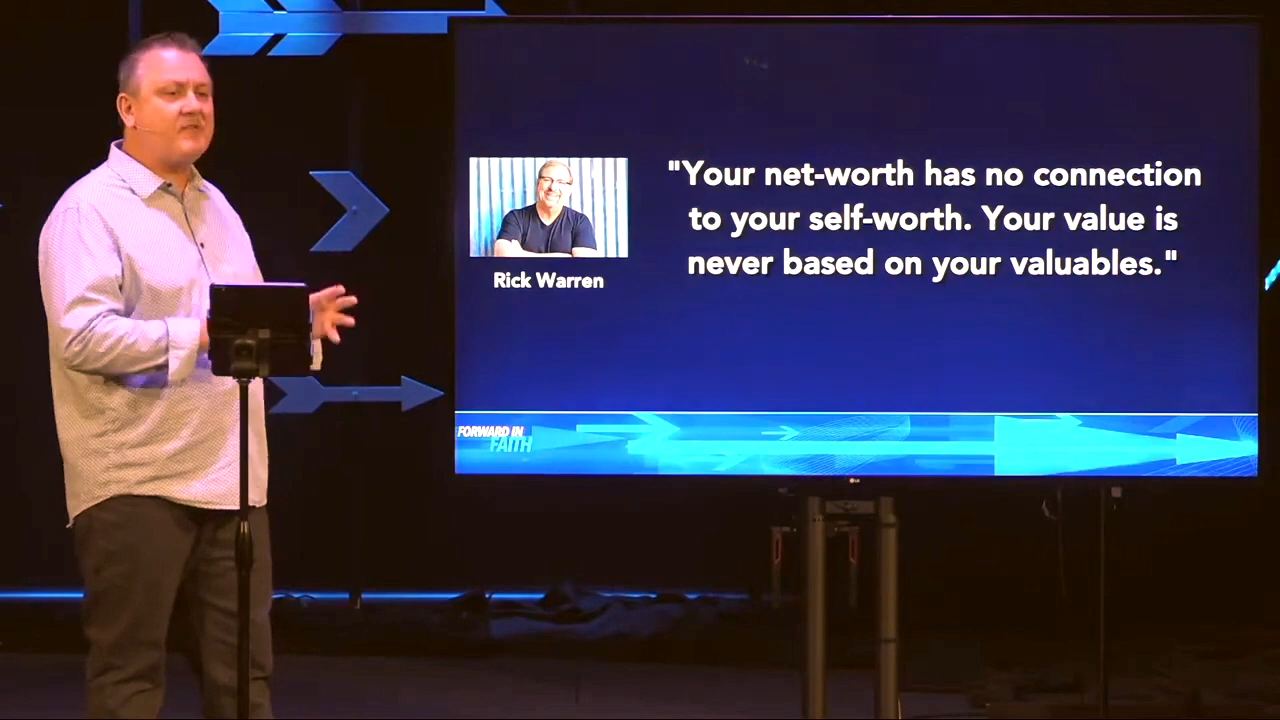 "Your net-worth has no connection
to your self-worth. Your value is
never based on your valuables."
Rick Warren
FORWARD IN
FAITH
LG